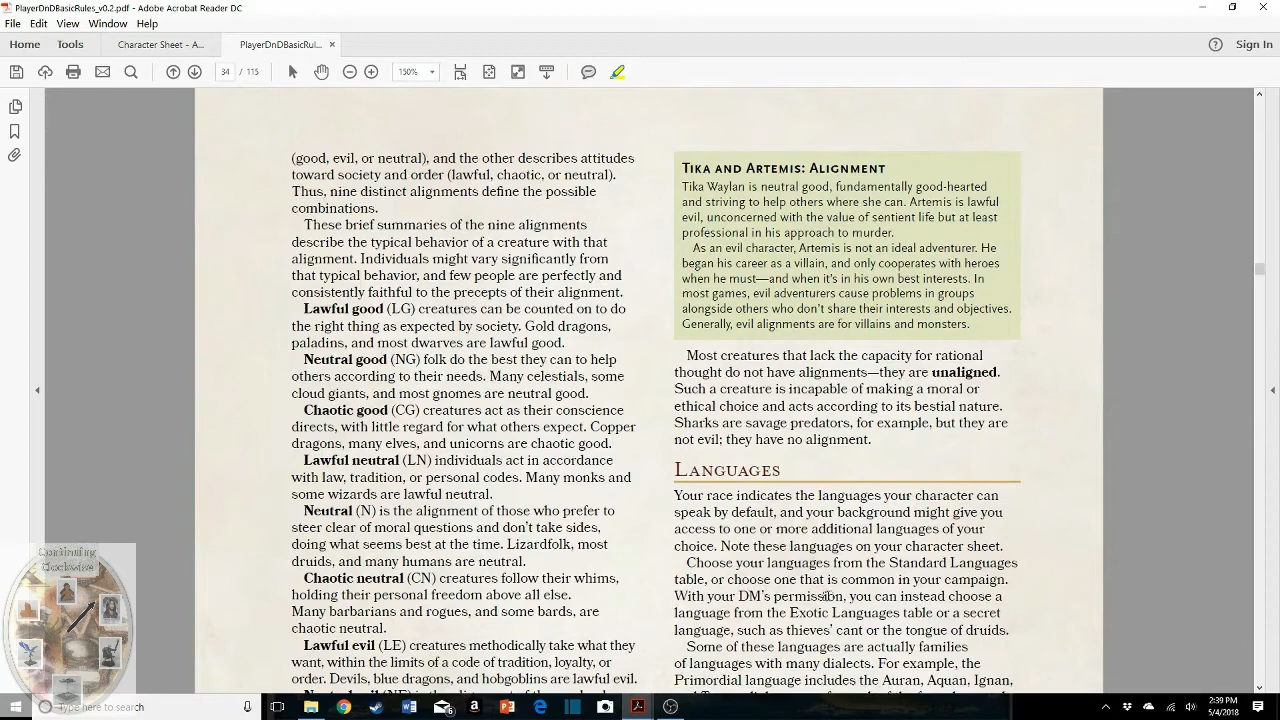 PlayerDnDBasicRules_v0.2.pdf - Adobe Acrobat Reader DC
File Edit View Window Help
Home Tools Character Sheet - A... PlayerDnDBasicRul... ×
Sign In
34 / 115
150%
(good, evil, or neutral), and the other describes attitudes
toward society and order (lawful, chaotic, or neutral).
Thus, nine distinct alignments define the possible
combinations.
These brief summaries of the nine alignments
describe the typical behavior of a creature with that
alignment. Individuals might vary significantly from
that typical behavior, and few people are perfectly and
consistently faithful to the precepts of their alignment.
Lawful good (LG) creatures can be counted on to do
the right thing as expected by society. Gold dragons,
paladins, and most dwarves are lawful good.
Neutral good (NG) folk do the best they can to help
others according to their needs. Many celestials, some
cloud giants, and most gnomes are neutral good.
Chaotic good (CG) creatures act as their conscience
directs, with little regard for what others expect. Copper
dragons, many elves, and unicorns are chaotic good.
Lawful neutral (LN) individuals act in accordance
with law, tradition, or personal codes. Many monks and
some wizards are lawful neutral.
Neutral (N) is the alignment of those who prefer to
steer clear of moral questions and don't take sides,
doing what seems best at the time. Lizardfolk, most
druids, and many humans are neutral.
Chaotic neutral (CN) creatures follow their whims,
holding their personal freedom above all else.
Many barbarians and rogues, and some bards, are
chaotic neutral.
Lawful evil (LE) creatures methodically take what they
want, within the limits of a code of tradition, loyalty, or
order. Devils, blue dragons, and hobgoblins are lawful evil.
Tika and Artemis: Alignment
Tika Waylan is neutral good, fundamentally good-hearted
and striving to help others where she can. Artemis is lawful
evil, unconcerned with the value of sentient life but at least
professional in his approach to murder.
As an evil character, Artemis is not an ideal adventurer. He
began his career as a villain, and only cooperates with heroes
when he must—and when it's in his own best interests. In
most games, evil adventurers cause problems in groups
alongside others who don't share their interests and objectives.
Generally, evil alignments are for villains and monsters.
Most creatures that lack the capacity for rational
thought do not have alignments—they are unaligned.
Such a creature is incapable of making a moral or
ethical choice and acts according to its bestial nature.
Sharks are savage predators, for example, but they are
not evil; they have no alignment.
Languages
Your race indicates the languages your character can
speak by default, and your background might give you
access to one or more additional languages of your
choice. Note these languages on your character sheet.
Choose your languages from the Standard Languages
table, or choose one that is common in your campaign.
With your DM's permission, you can instead choose a
language from the Exotic Languages table or a secret
language, such as thieves' cant or the tongue of druids.
Some of these languages are actually families
of languages with many dialects. For example, the
Primordial language includes the Auran, Aquan, Ignan,
Continuing
Clockwise
Type here to search
2:39 PM
5/4/2018